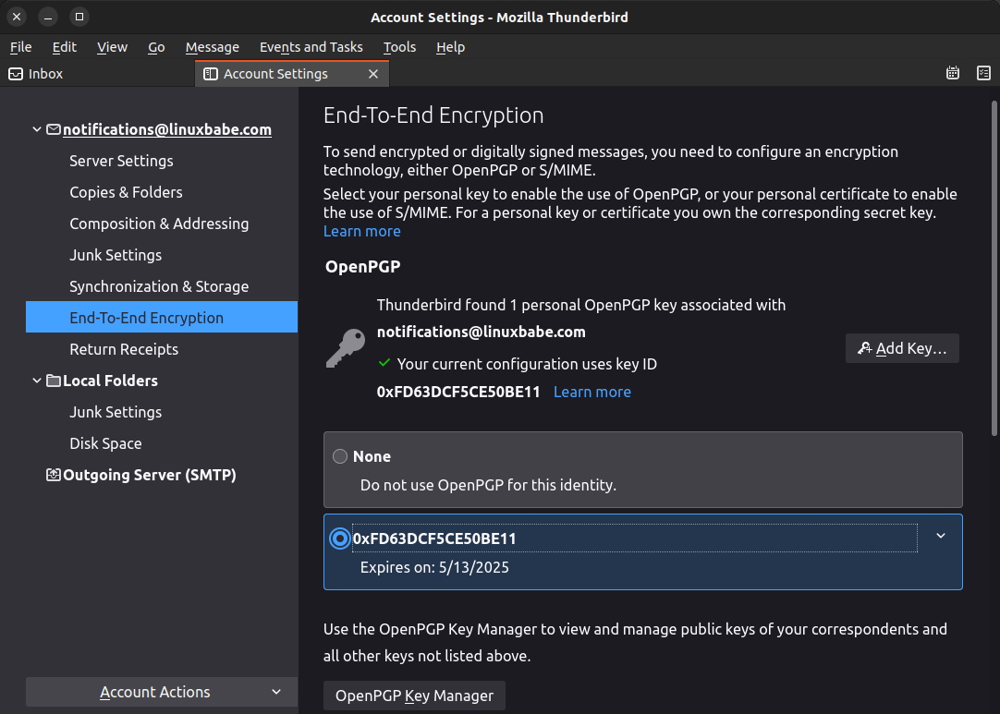 Account Settings - Mozilla Thunderbird
File Edit View Go Message Events and Tasks Tools Help
Inbox
Account Settings
notifications@linuxbabe.com
Server Settings
Copies & Folders
Composition & Addressing
Junk Settings
Synchronization & Storage
End-To-End Encryption
Return Receipts
Local Folders
Junk Settings
Disk Space
Outgoing Server (SMTP)
Account Actions
End-To-End Encryption
To send encrypted or digitally signed messages, you need to configure an encryption
technology, either OpenPGP or S/MIME.
Select your personal key to enable the use of OpenPGP, or your personal certificate to enable
the use of S/MIME. For a personal key or certificate you own the corresponding secret key.
Learn more
OpenPGP
Thunderbird found 1 personal OpenPGP key associated with
notifications@linuxbabe.com
Your current configuration uses key ID
0xFD63DCF5CE50BE11 Learn more
Add Key...
None
Do not use OpenPGP for this identity.
0xFD63DCF5CE50BE11
Expires on: 5/13/2025
Use the OpenPGP Key Manager to view and manage public keys of your correspondents and
all other keys not listed above.
OpenPGP Key Manager